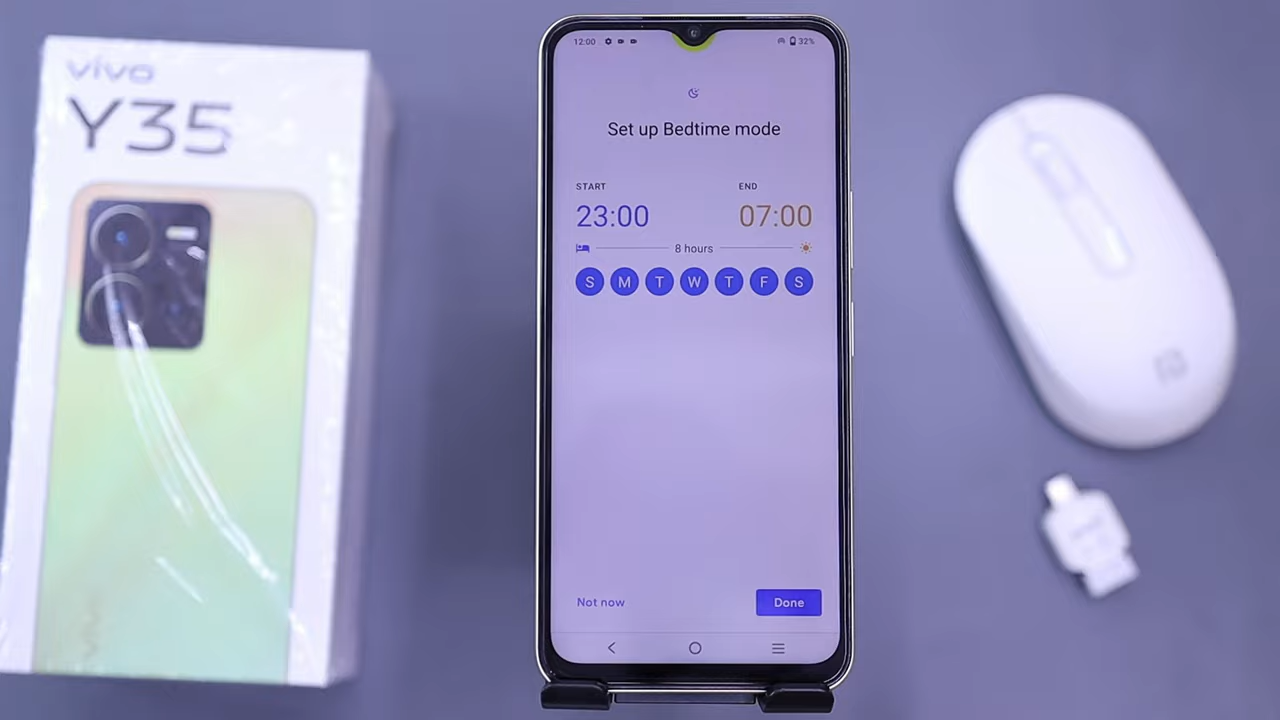 vivo
Y35
12:00 32%
Set up Bedtime mode
START END
23:00 07:00
8 hours
S M T W T F S
Not now Done